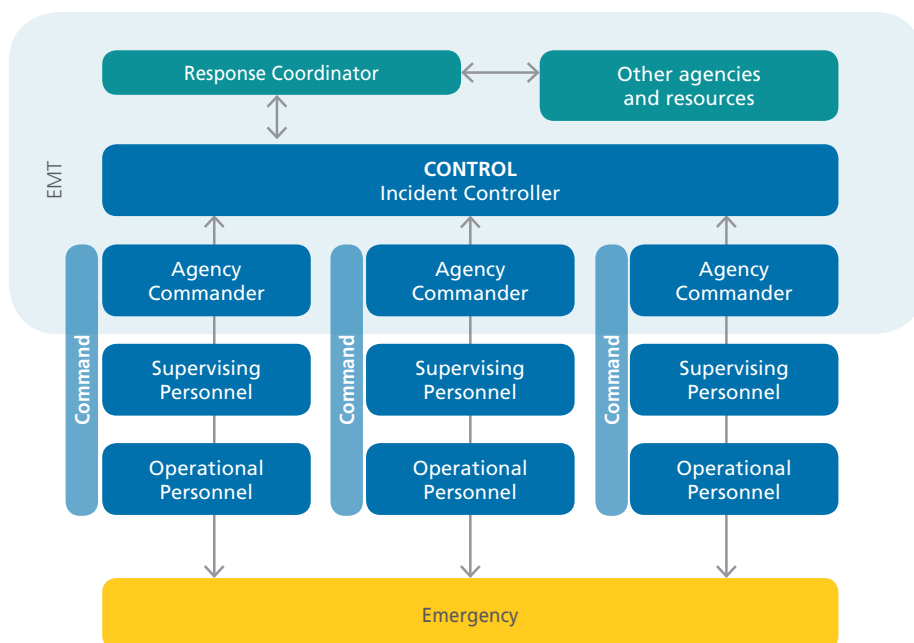 Response Coordinator
Other agencies
and resources
EMT
CONTROL
Incident Controller
Command
Agency
Commander
Command
Agency
Commander
Command
Agency
Commander
Supervising
Personnel
Supervising
Personnel
Supervising
Personnel
Operational
Personnel
Operational
Personnel
Operational
Personnel
Emergency